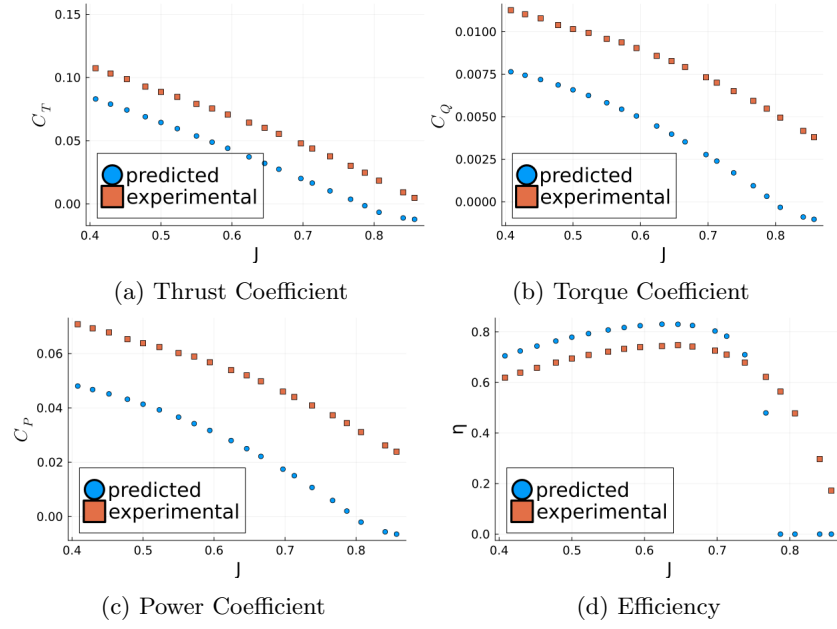 0.15
0.10
0.05
0.00
C_T
predicted
experimental
0.4 0.5 0.6 0.7 0.8
J
(a) Thrust Coefficient
0.0100
0.0075
0.0050
0.0025
0.0000
C_Q
predicted
experimental
0.4 0.5 0.6 0.7 0.8
J
(b) Torque Coefficient
0.06
0.04
0.02
0.00
C_P
predicted
experimental
0.4 0.5 0.6 0.7 0.8
J
(c) Power Coefficient
0.8
0.6
0.4
0.2
0.0
η
predicted
experimental
0.4 0.5 0.6 0.7 0.8
J
(d) Efficiency